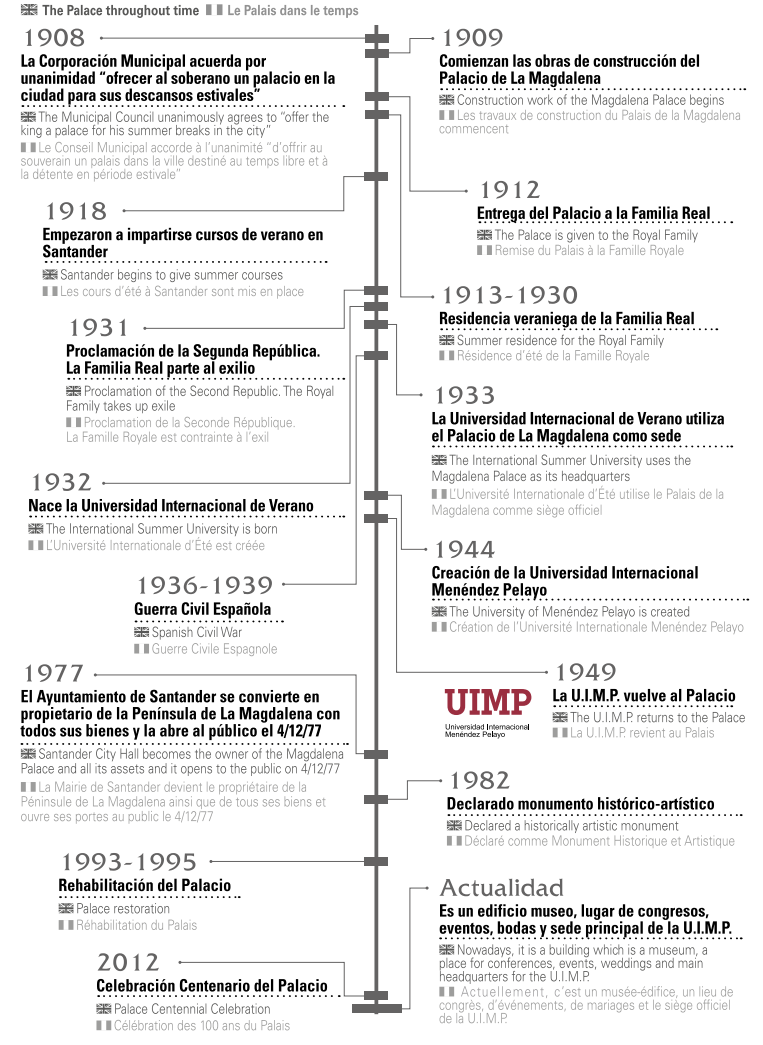 The Palace throughout time Le Palais dans le temps
1908
La Corporación Municipal acuerda por
unanimidad “ofrecer al soberano un palacio en la
ciudad para sus descansos estivales”
The Municipal Council unanimously agrees to “offer the
king a palace for his summer breaks in the city”
Le Conseil Municipal accorde à l’unanimité “d’offrir au
souverain un palais dans la ville destiné au temps libre et à
la détente en période estivale”
1909
Comienzan las obras de construcción del
Palacio de La Magdalena
Construction work of the Magdalena Palace begins
Les travaux de construction du Palais de la Magdalena
commencent
1912
Entrega del Palacio a la Familia Real
The Palace is given to the Royal Family
Remise du Palais à la Famille Royale
1918
Empezaron a impartirse cursos de verano en
Santander
Santander begins to give summer courses
Les cours d’été à Santander sont mis en place
1913-1930
Residencia veraniega de la Familia Real
Summer residence for the Royal Family
Résidence d’été de la Famille Royale
1931
Proclamación de la Segunda República.
La Familia Real parte al exilio
Proclamation of the Second Republic. The Royal
Family takes up exile
Proclamation de la Seconde République.
La Famille Royale est contrainte à l’exil
1933
La Universidad Internacional de Verano utiliza
el Palacio de La Magdalena como sede
The International Summer University uses the
Magdalena Palace as its headquarters
L’Université Internationale d’Été utilise le Palais de la
Magdalena comme siège officiel
1932
Nace la Universidad Internacional de Verano
The International Summer University is born
L’Université Internationale d’Été est créée
1944
Creación de la Universidad Internacional
Menéndez Pelayo
The University of Menéndez Pelayo is created
Création de l’Université Internationale Menéndez Pelayo
1936-1939
Guerra Civil Española
Spanish Civil War
Guerre Civile Espagnole
1949
La U.I.M.P. vuelve al Palacio
The U.I.M.P. returns to the Palace
La U.I.M.P. revient au Palais
UIMP
Universidad Internacional
Menéndez Pelayo
1977
El Ayuntamiento de Santander se convierte en
propietario de la Península de La Magdalena con
todos sus bienes y la abre al público el 4/12/77
Santander City Hall becomes the owner of the Magdalena
Palace and all its assets and it opens to the public on 4/12/77
La Mairie de Santander devient le propriétaire de la
Péninsule de La Magdalena ainsi que de tous ses biens et
ouvre ses portes au public le 4/12/77
1982
Declarado monumento histórico-artístico
Declared a historically artistic monument
Déclaré comme Monument Historique et Artistique
1993-1995
Rehabilitación del Palacio
Palace restoration
Réhabilitation du Palais
Actualidad
Es un edificio museo, lugar de congresos,
eventos, bodas y sede principal de la U.I.M.P.
Nowadays, it is a building which is a museum, a
place for conferences, events, weddings and main
headquarters for the U.I.M.P.
Actuellement, c’est un musée-édifice, un lieu de
congrès, d’événements, de mariages et le siège officiel
de la U.I.M.P.
2012
Celebración Centenario del Palacio
Palace Centennial Celebration
Célébration des 100 ans du Palais